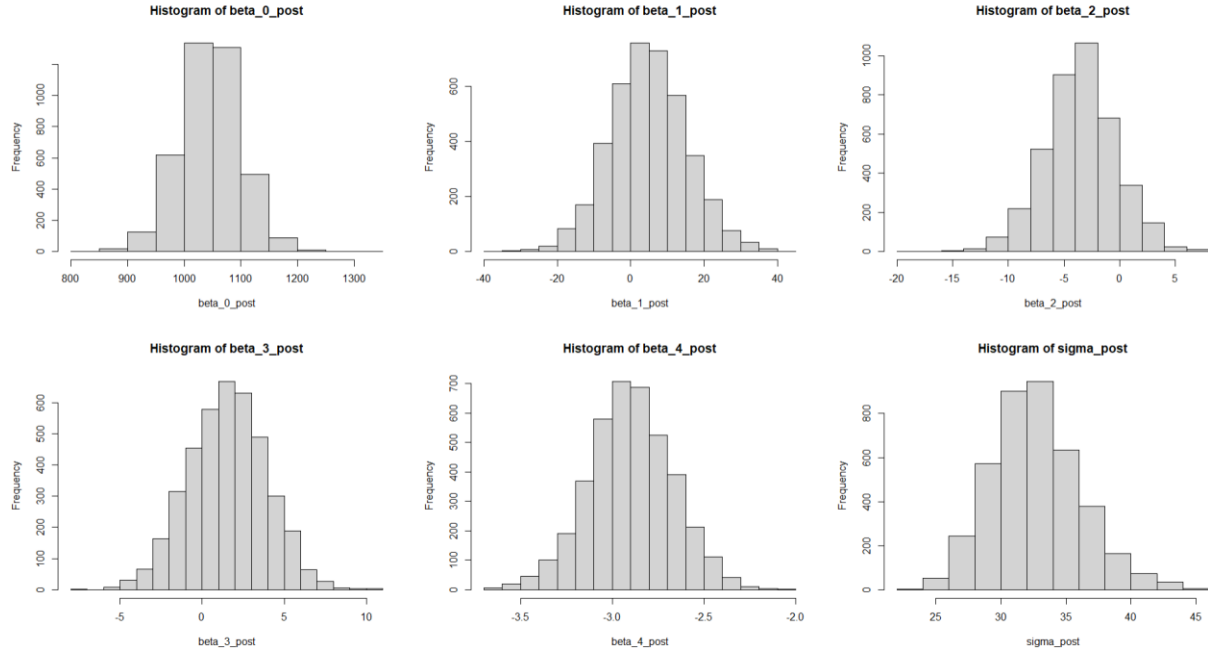 Histogram of beta_0_post
Frequency
0 200 400 600 800 1000
800 900 1000 1100 1200 1300
beta_0_post
Histogram of beta_1_post
Frequency
0 200 400 600
-40 -20 0 20 40
beta_1_post
Histogram of beta_2_post
Frequency
0 200 400 600 800 1000
-20 -15 -10 -5 0 5
beta_2_post
Histogram of beta_3_post
Frequency
0 100 200 300 400 500 600
-5 0 5 10
beta_3_post
Histogram of beta_4_post
Frequency
0 100 200 300 400 500 600 700
-3.5 -3.0 -2.5 -2.0
beta_4_post
Histogram of sigma_post
Frequency
0 200 400 600 800
25 30 35 40 45
sigma_post